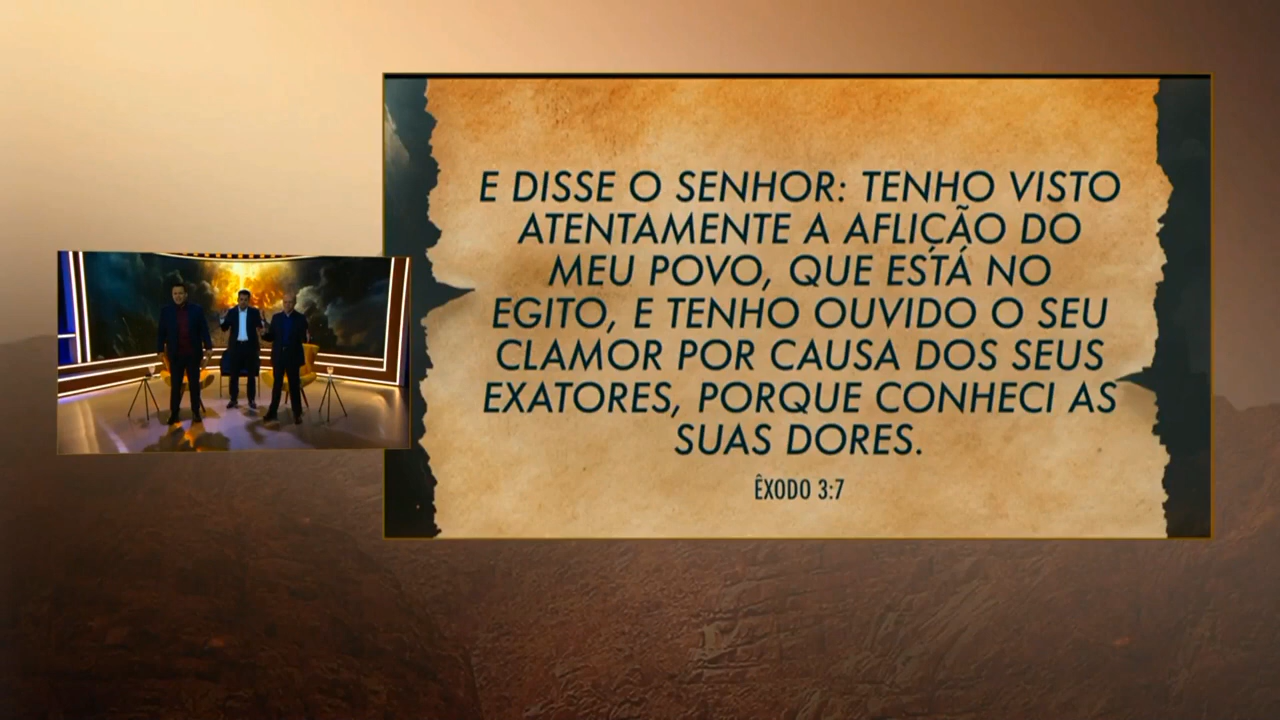 E DISSE O SENHOR: TENHO VISTO
ATENTAMENTE A AFLIÇÃO DO
MEU POVO, QUE ESTÁ NO
EGITO, E TENHO OUVIDO O SEU
CLAMOR POR CAUSA DOS SEUS
EXATORES, PORQUE CONHECI AS
SUAS DORES.
ÊXODO 3:7